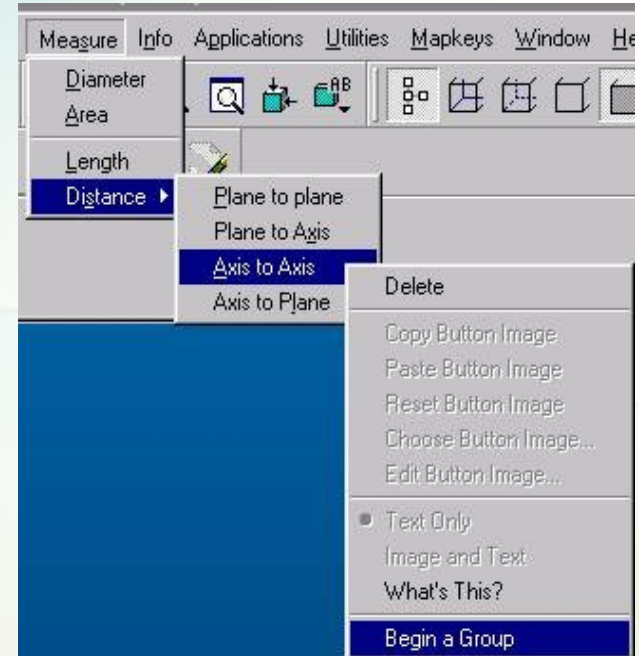 Measure Info Applications Utilities Mapkeys Window He
Diameter
Area
Length
Distance
AB
Plane to plane
Plane to Axis
Axis to Axis
Axis to Plane
Delete
Copy Button Image
Paste Button Image
Reset Button Image
Choose Button Image...
Edit Button Image...
Text Only
Image and Text
What's This?
Begin a Group